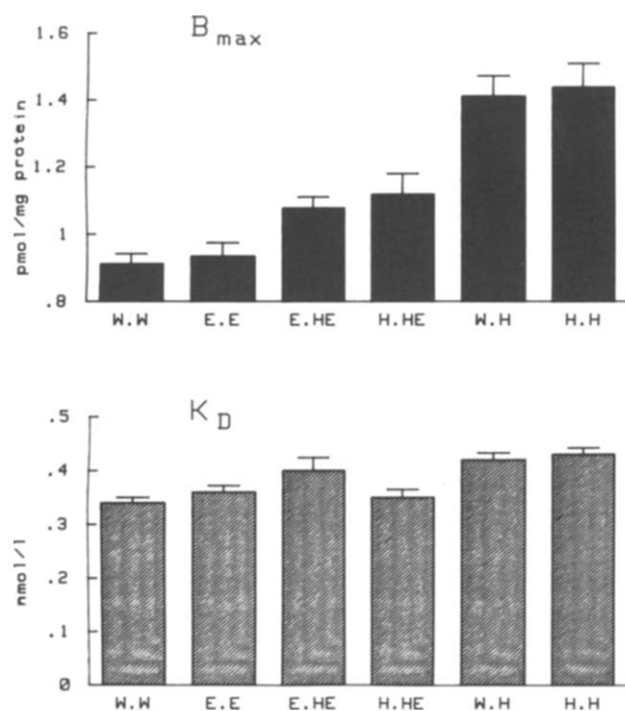 B max
1.6
1.4
1.2
1
.8
pmol/mg protein
W.W E.E E.HE H.HE W.H H.H
K D
.5
.4
.3
.2
.1
0
nmol/l
W.W E.E E.HE H.HE W.H H.H